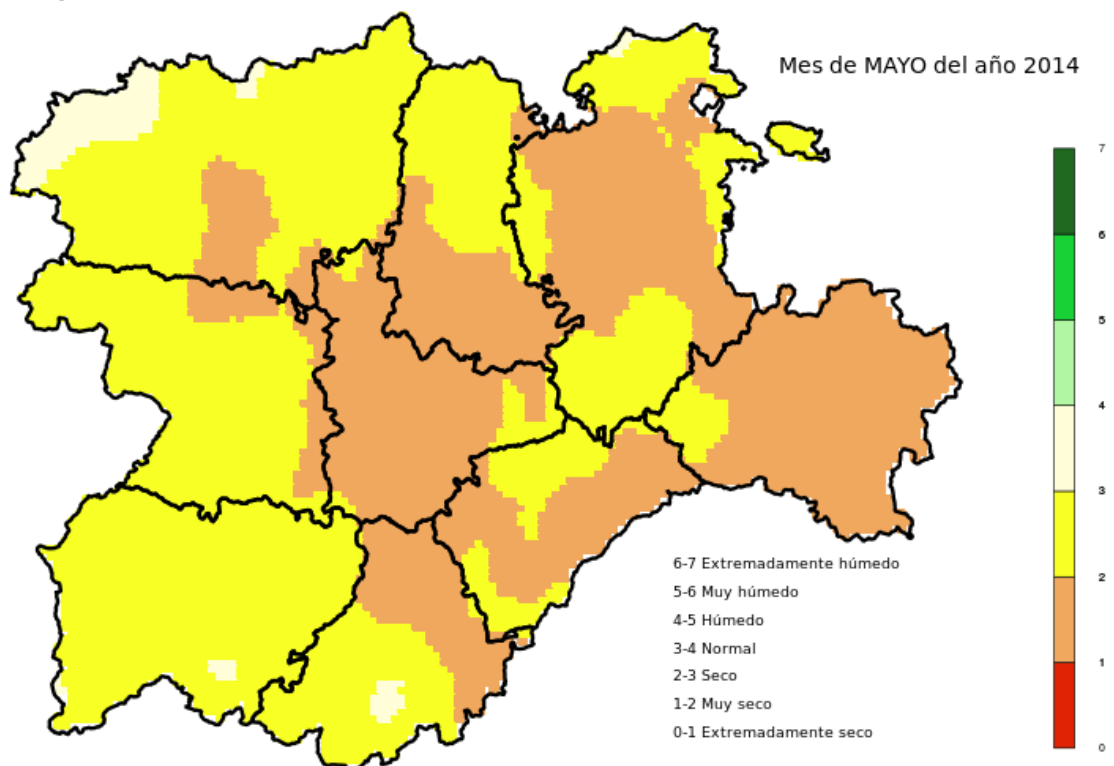 Mes de MAYO del año 2014
7
6
5
4
3
2
1
0
6-7 Extremadamente húmedo
5-6 Muy húmedo
4-5 Húmedo
3-4 Normal
2-3 Seco
1-2 Muy seco
0-1 Extremadamente seco